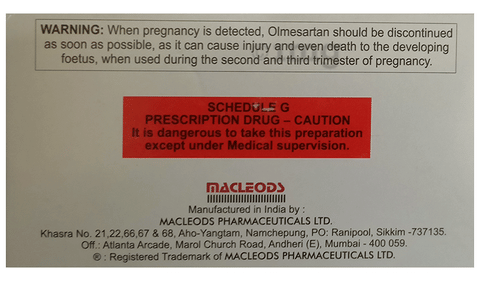 WARNING: When pregnancy is detected, Olmesartan should be discontinued
as soon as possible, as it can cause injury and even death to the developing
foetus, when used during the second and third trimester of pregnancy.
SCHEDULE G
PRESCRIPTION DRUG – CAUTION
It is dangerous to take this preparation
except under Medical supervision.
MACLEODS
Manufactured in India by :
MACLEODS PHARMACEUTICALS LTD.
Khasra No. 21,22,66,67 & 68, Aho-Yangtam, Namchepung, PO: Ranipool, Sikkim -737135.
Off.: Atlanta Arcade, Marol Church Road, Andheri (E), Mumbai - 400 059.
® : Registered Trademark of MACLEODS PHARMACEUTICALS LTD.